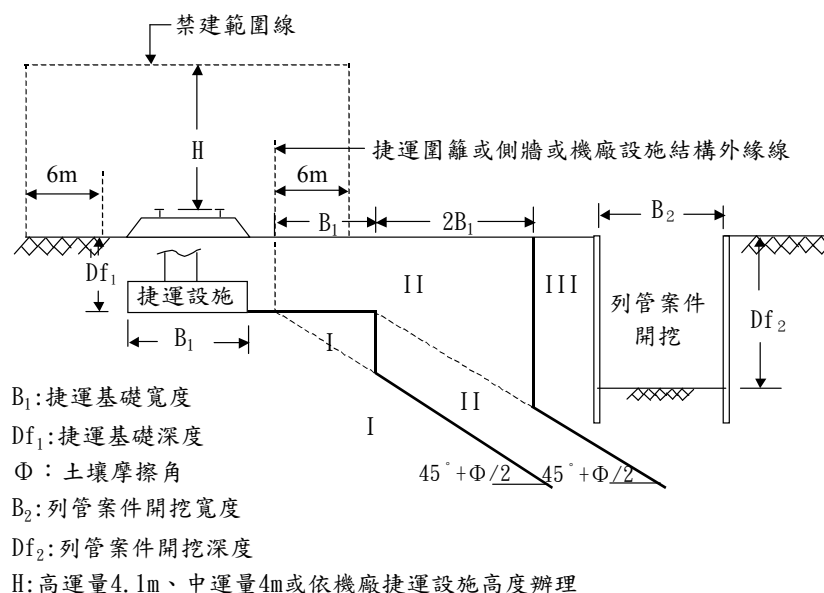 禁建範圍線
H
捷運圍籬或側牆或機廠設施結構外緣線
6m
6m
B₁
2B₁
B₂
Df₁
捷運設施
II
III
列管案件
開挖
Df₂
B₁
I
I
II
45°+Φ/2
45°+Φ/2
B₁:捷運基礎寬度
Df₁:捷運基礎深度
Φ：土壤摩擦角
B₂:列管案件開挖寬度
Df₂:列管案件開挖深度
H:高運量4.1m、中運量4m或依機廠捷運設施高度辦理